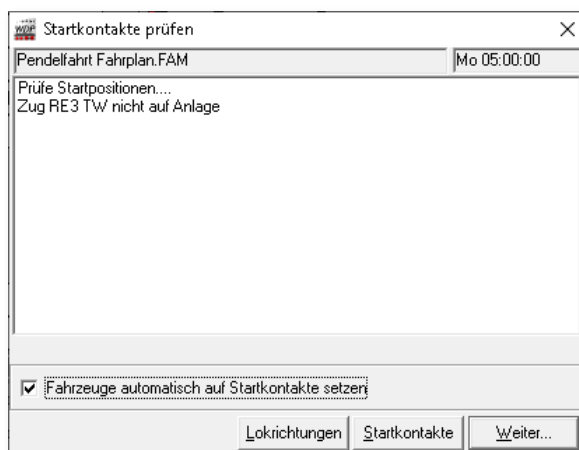 WDP
Startkontakte prüfen
Pendelfahrt Fahrplan.FAM
Mo 05:00:00
Prüfe Startpositionen....
Zug RE3 TW nicht auf Anlage
Fahrzeuge automatisch auf Startkontakte setzen
Lokrichtungen
Startkontakte
Weiter...